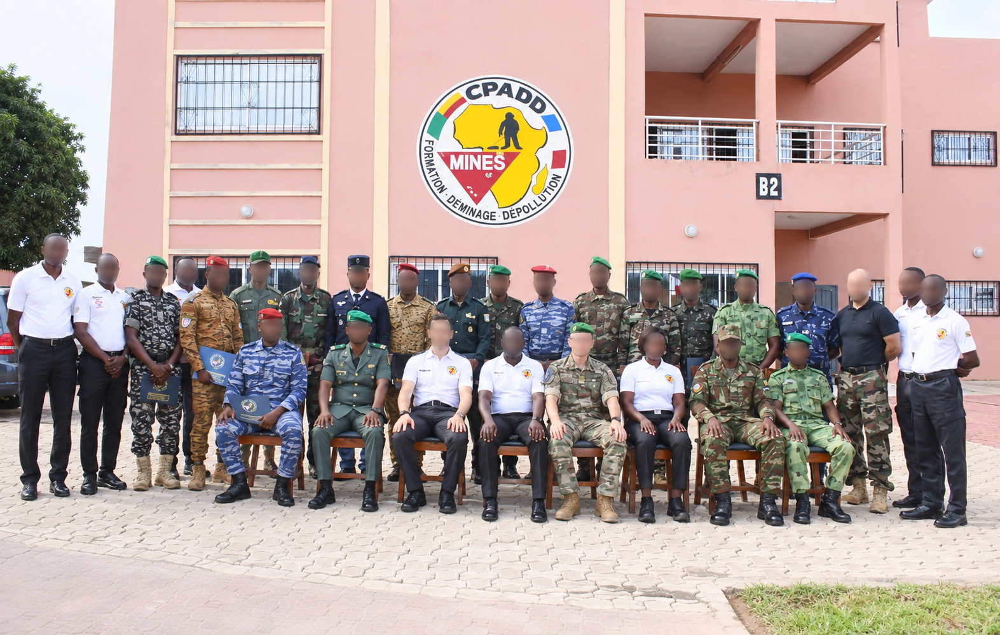 CPADD
MINES
FORMATION · DÉMINAGE · DÉPOLLUTION
B2